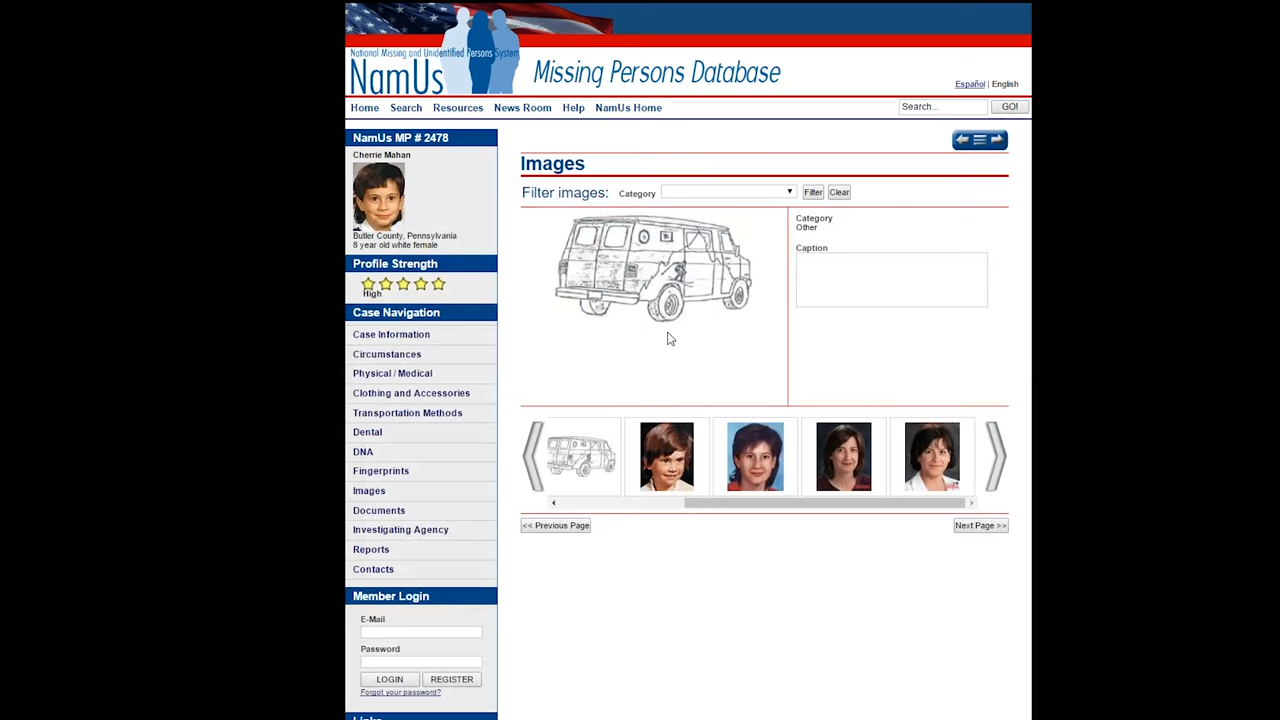 National Missing and Unidentified Persons System
NamUs
Missing Persons Database
Español | English
Home Search Resources News Room Help NamUs Home
Search... GO!
NamUs MP # 2478
Cherrie Mahan
Butler County, Pennsylvania
8 year old white female
Profile Strength
High
Case Navigation
Case Information
Circumstances
Physical / Medical
Clothing and Accessories
Transportation Methods
Dental
DNA
Fingerprints
Images
Documents
Investigating Agency
Reports
Contacts
Member Login
E-Mail
Password
LOGIN REGISTER
Forgot your password?
Links
Images
Filter images: Category Filter Clear
Category
Other
Caption
<< Previous Page Next Page >>